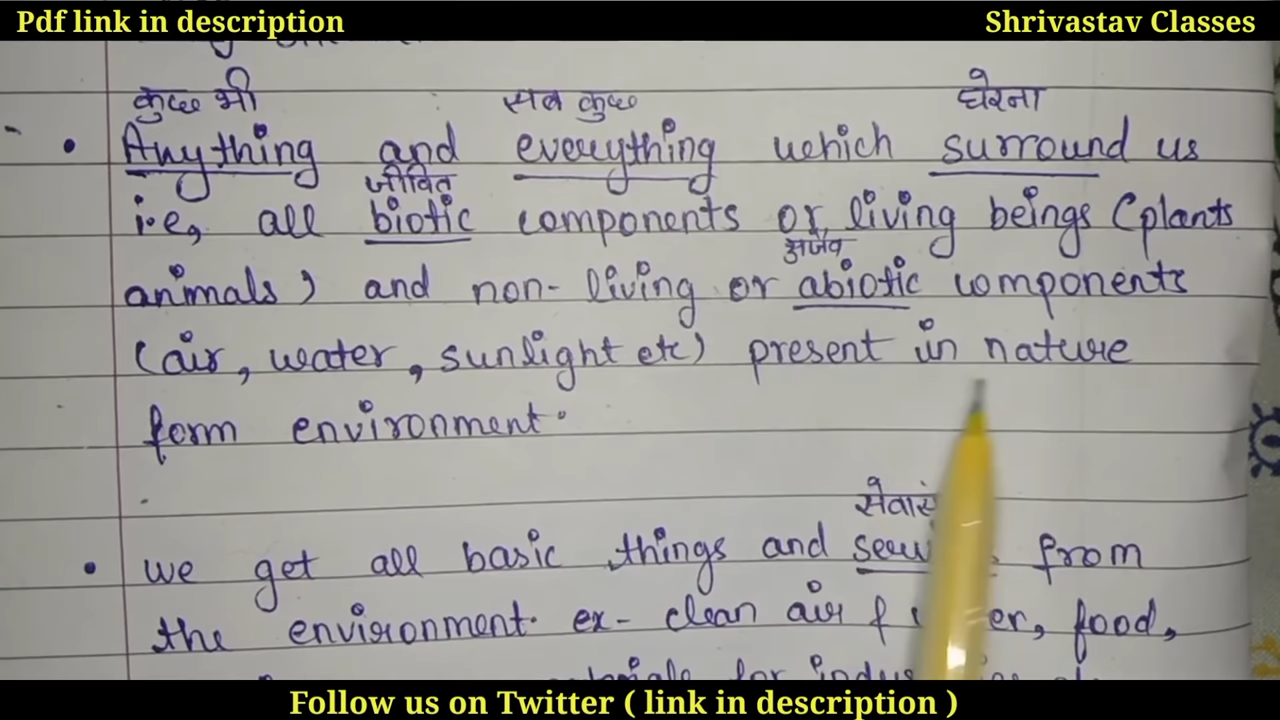 Pdf link in description
Shrivastav Classes
कुछ भी सब कुछ घेरना
• Anything and everything which surround us
जीवित
i.e, all biotic components or living beings (plants
अजैव
animals) and non-living or abiotic components
(air, water, sunlight etc) present in nature
form environment.
सेवाएं
• we get all basic things and from
the environment. ex- clean air & food,
for
Follow us on Twitter ( link in description )